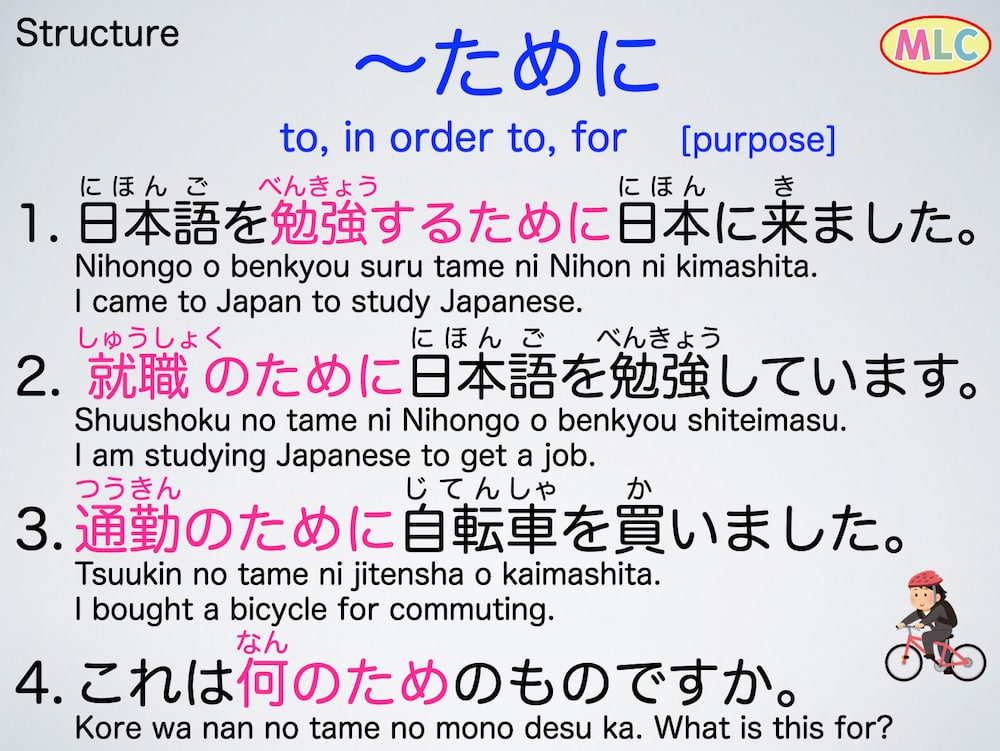 Structure
〜ために
MLC
to, in order to, for [purpose]
にほんご べんきょう にほん き
1. 日本語を勉強するために日本に来ました。
Nihongo o benkyou suru tame ni Nihon ni kimashita.
I came to Japan to study Japanese.
しゅうしょく にほんご べんきょう
2. 就職のために日本語を勉強しています。
Shuushoku no tame ni Nihongo o benkyou shiteimasu.
I am studying Japanese to get a job.
つうきん じてんしゃ か
3. 通勤のために自転車を買いました。
Tsuukin no tame ni jitensha o kaimashita.
I bought a bicycle for commuting.
なん
4. これは何のためのものですか。
Kore wa nan no tame no mono desu ka. What is this for?